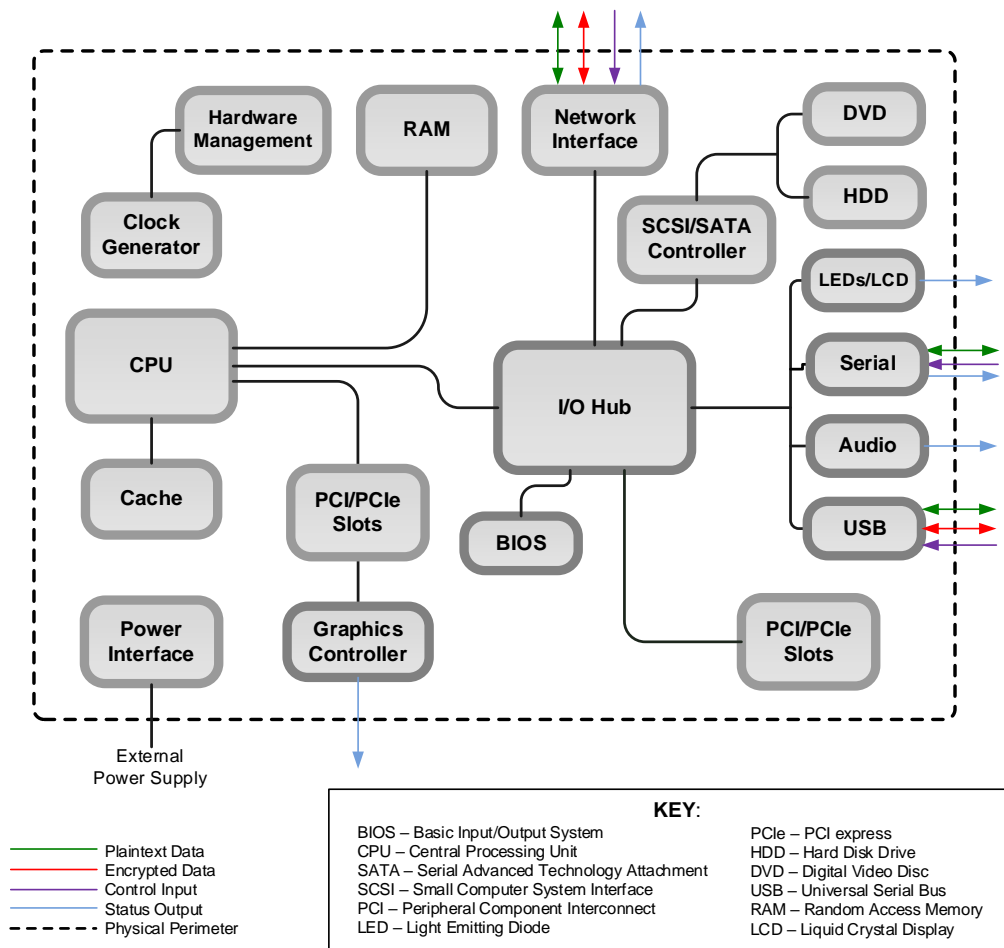 Hardware
Management
RAM
Network
Interface
DVD
HDD
Clock
Generator
SCSI/SATA
Controller
LEDs/LCD
CPU
I/O Hub
Serial
Audio
Cache
PCI/PCIe
Slots
BIOS
USB
Power
Interface
Graphics
Controller
PCI/PCIe
Slots
External
Power Supply
Plaintext Data
Encrypted Data
Control Input
Status Output
Physical Perimeter
KEY:
BIOS – Basic Input/Output System
CPU – Central Processing Unit
SATA – Serial Advanced Technology Attachment
SCSI – Small Computer System Interface
PCI – Peripheral Component Interconnect
LED – Light Emitting Diode
PCIe – PCI express
HDD – Hard Disk Drive
DVD – Digital Video Disc
USB – Universal Serial Bus
RAM – Random Access Memory
LCD – Liquid Crystal Display